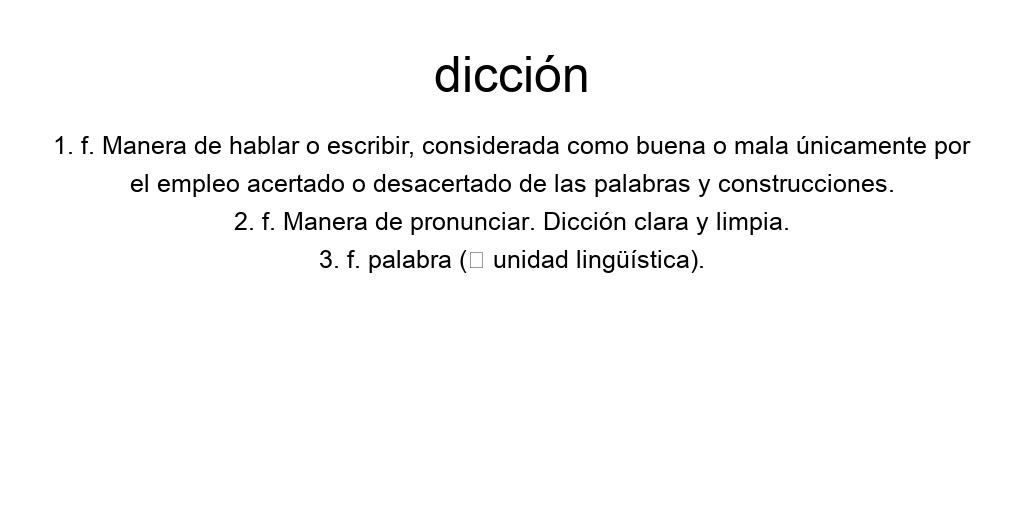 dicción
1. f. Manera de hablar o escribir, considerada como buena o mala únicamente por
el empleo acertado o desacertado de las palabras y construcciones.
2. f. Manera de pronunciar. Dicción clara y limpia.
3. f. palabra (□ unidad lingüística).